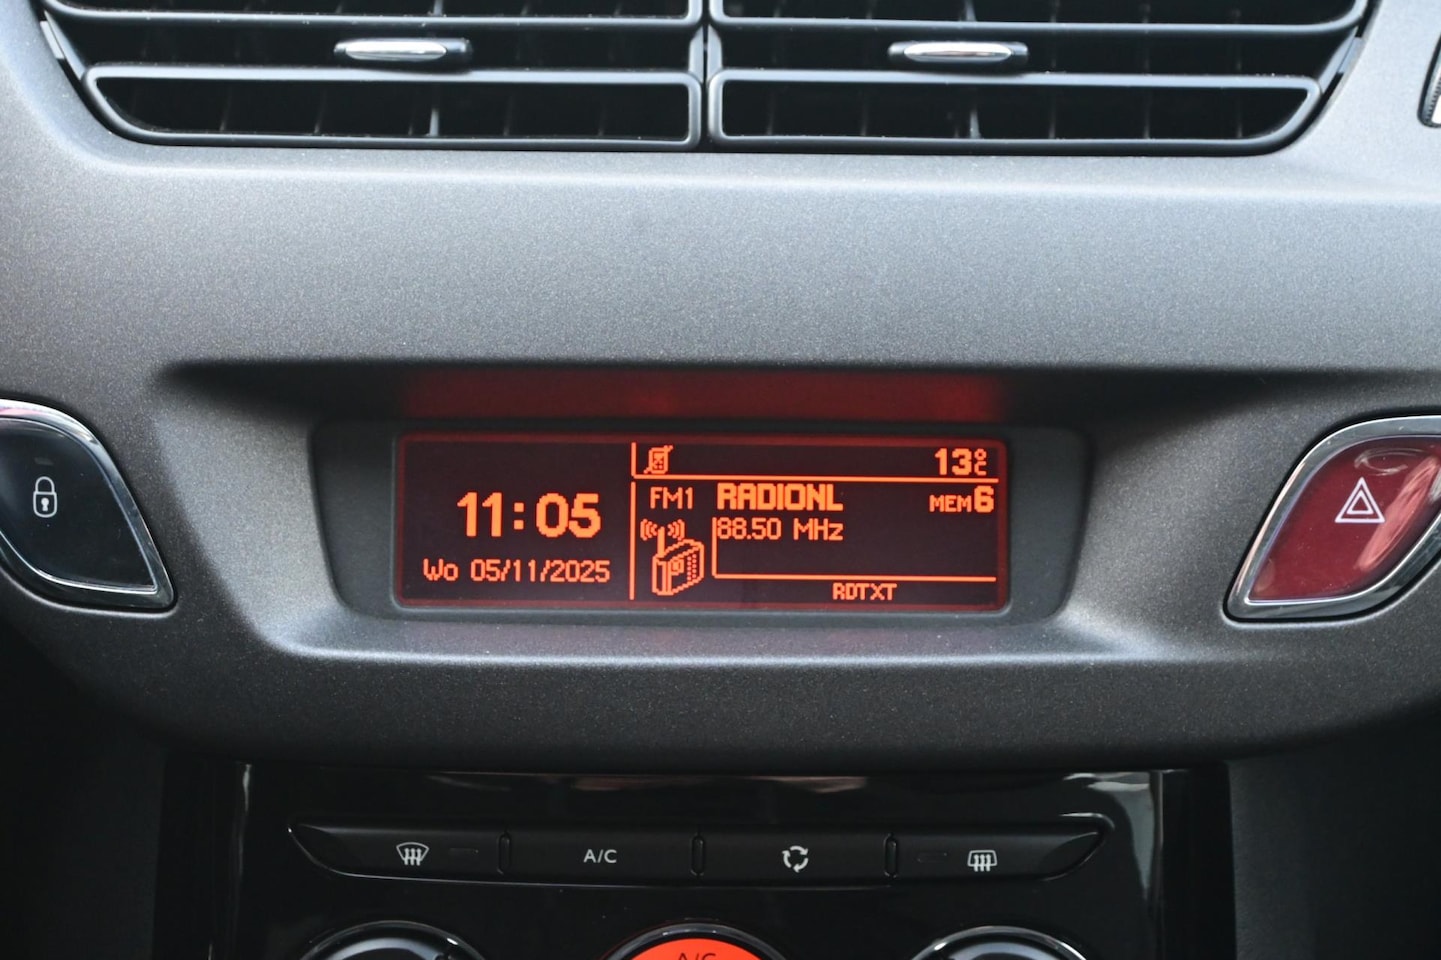 13°C
11:05
FM1 RADIONL MEM6
88.50 MHz
Wo 05/11/2025
RDTXT
A/C
A/C